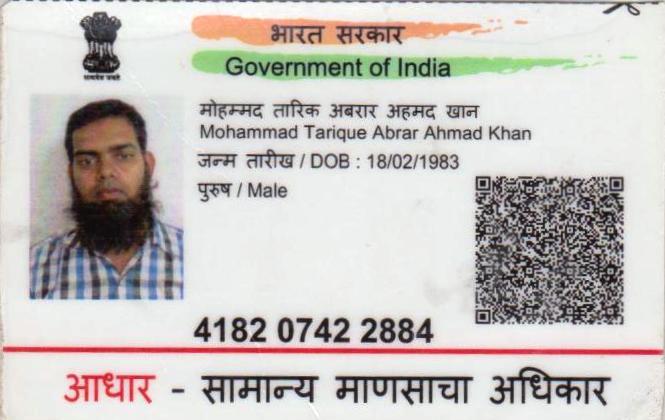 भारत सरकार
Government of India
सत्यमेव जयते
मोहम्मद तारिक अबरार अहमद खान
Mohammad Tarique Abrar Ahmad Khan
जन्म तारीख / DOB : 18/02/1983
पुरुष / Male
4182 0742 2884
आधार - सामान्य माणसाचा अधिकार